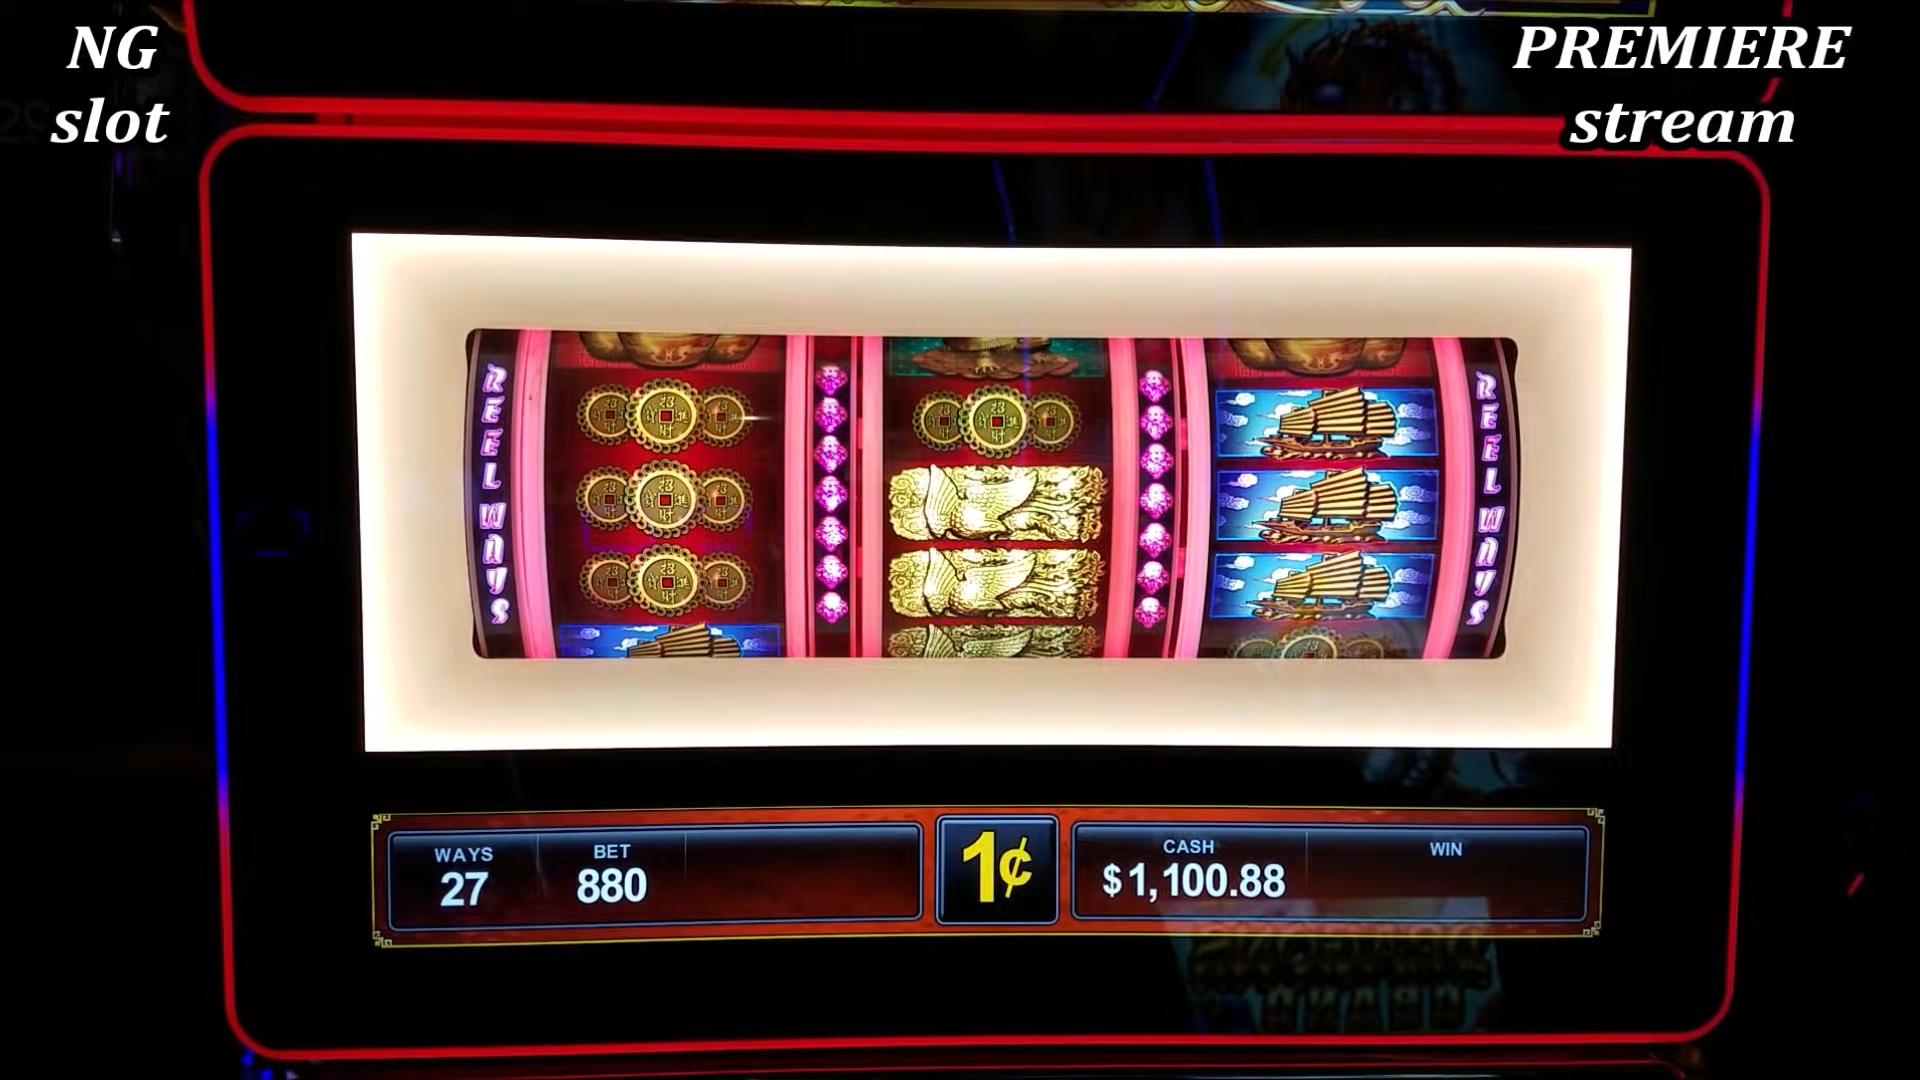 NG
slot
PREMIERE
stream
REEL WAYS
REEL WAYS
WAYS
27
BET
880
1¢
CASH
$1,100.88
WIN